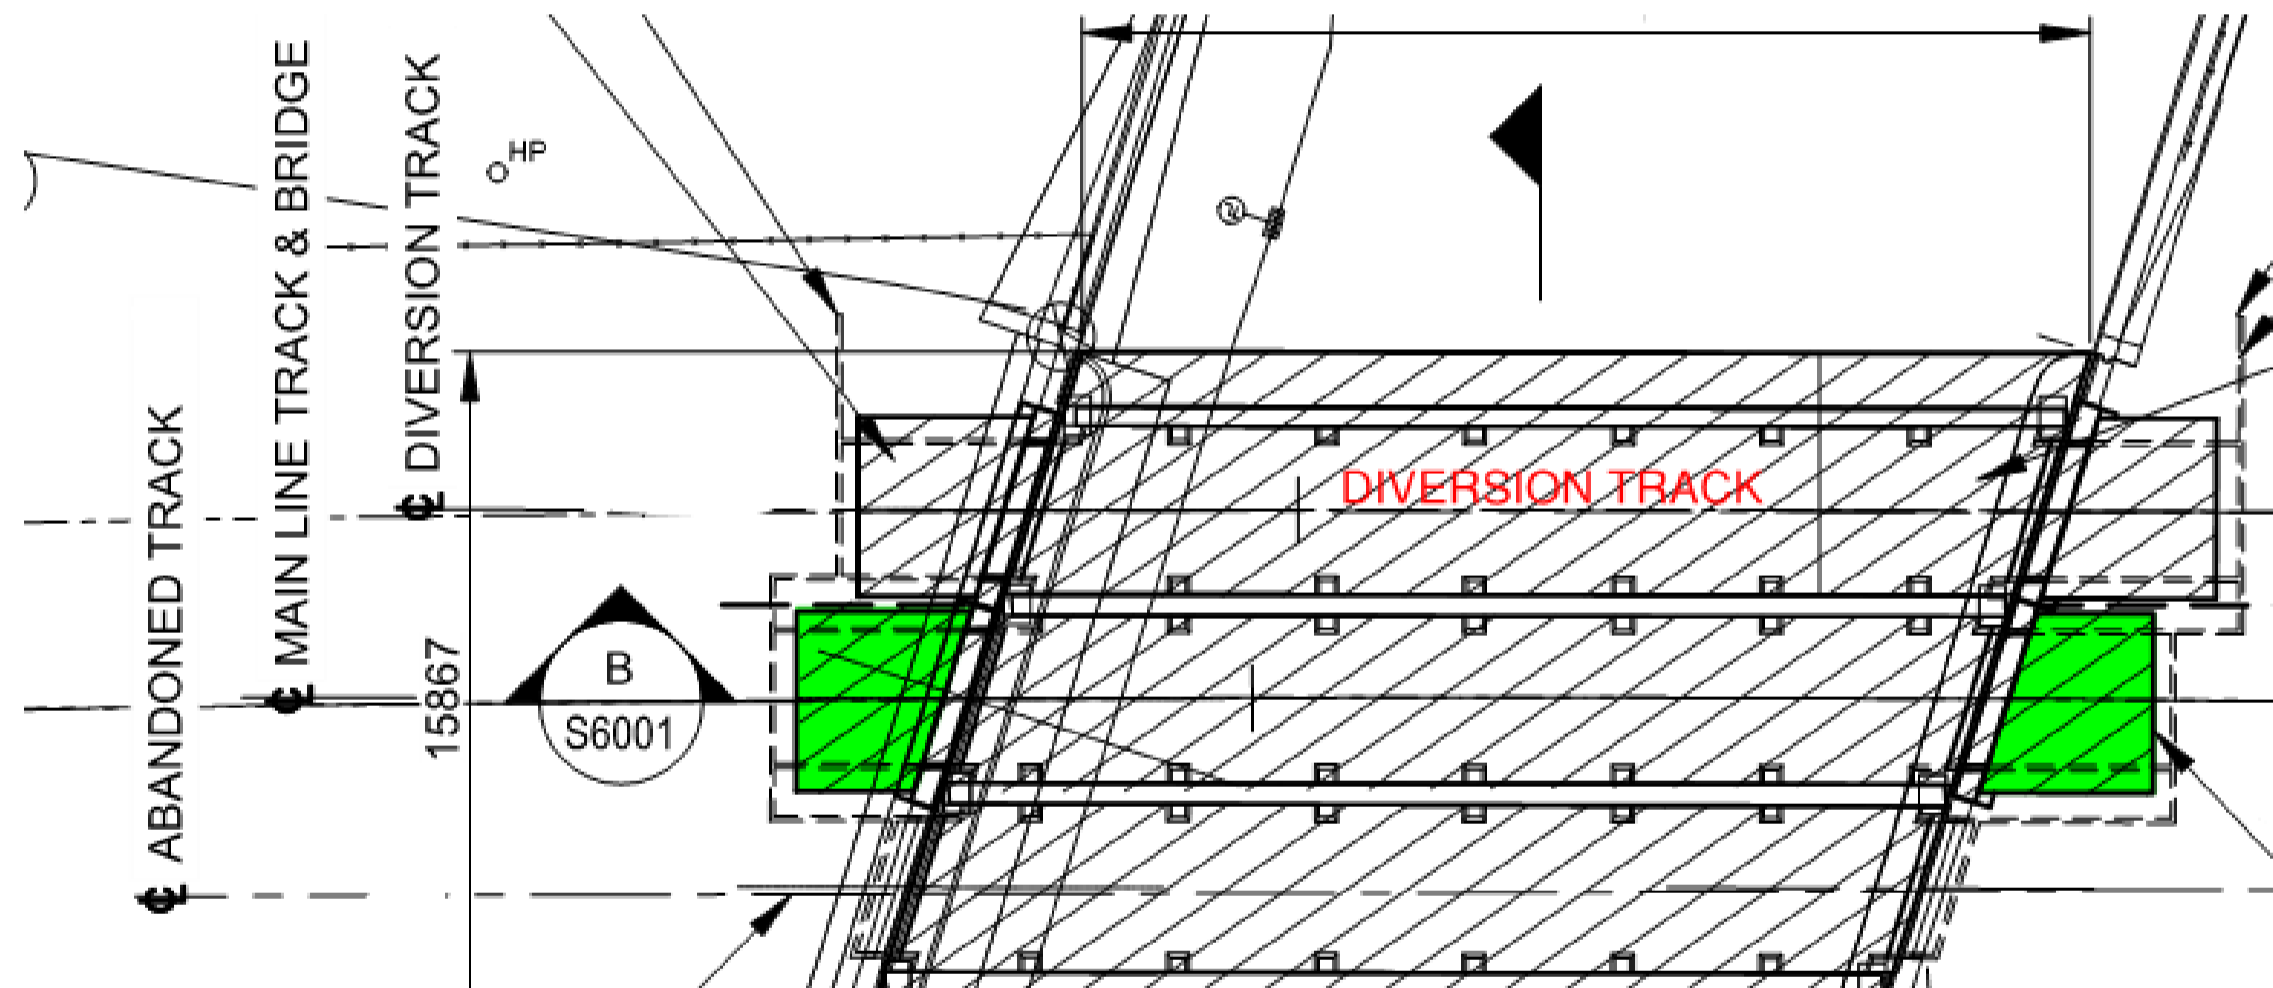 ℄ ABANDONED TRACK
℄ MAIN LINE TRACK & BRIDGE
℄ DIVERSION TRACK
HP
15867
B
S6001
DIVERSION TRACK